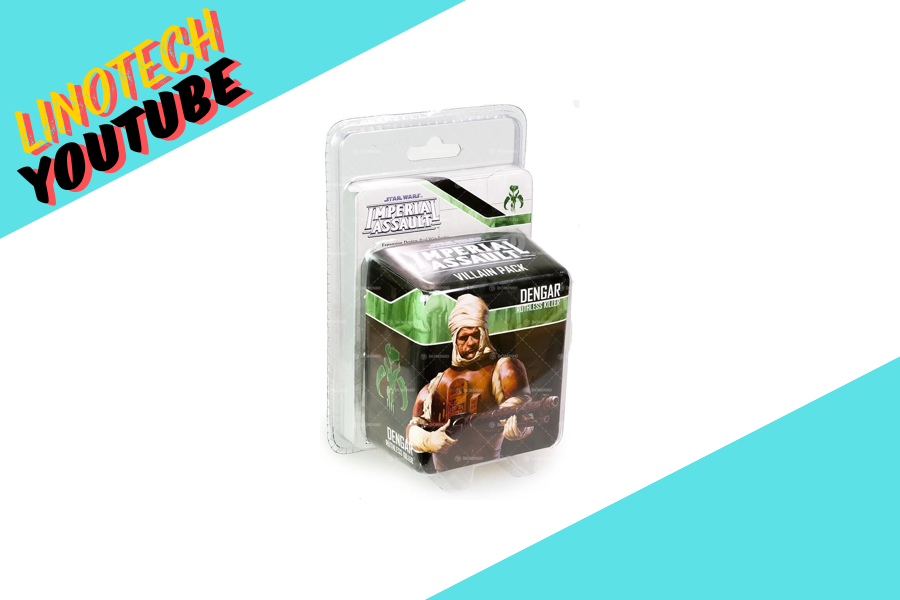 LINOTECH
YOUTUBE
STAR WARS
IMPERIAL
ASSAULT
IMPERIAL
ASSAULT
VILLAIN PACK
DENGAR
RUTHLESS KILLER
DENGAR
RUTHLESS KILLER